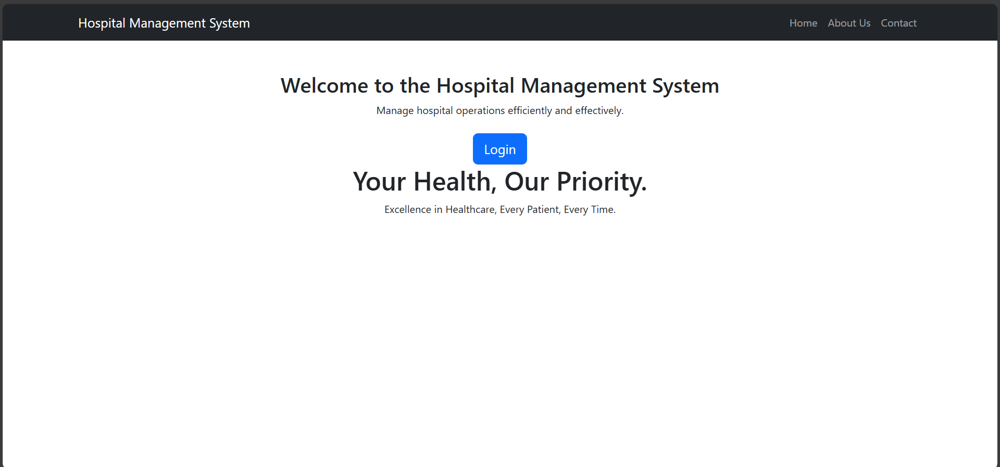 Hospital Management System
Home About Us Contact
Welcome to the Hospital Management System
Manage hospital operations efficiently and effectively.
Login
Your Health, Our Priority.
Excellence in Healthcare, Every Patient, Every Time.